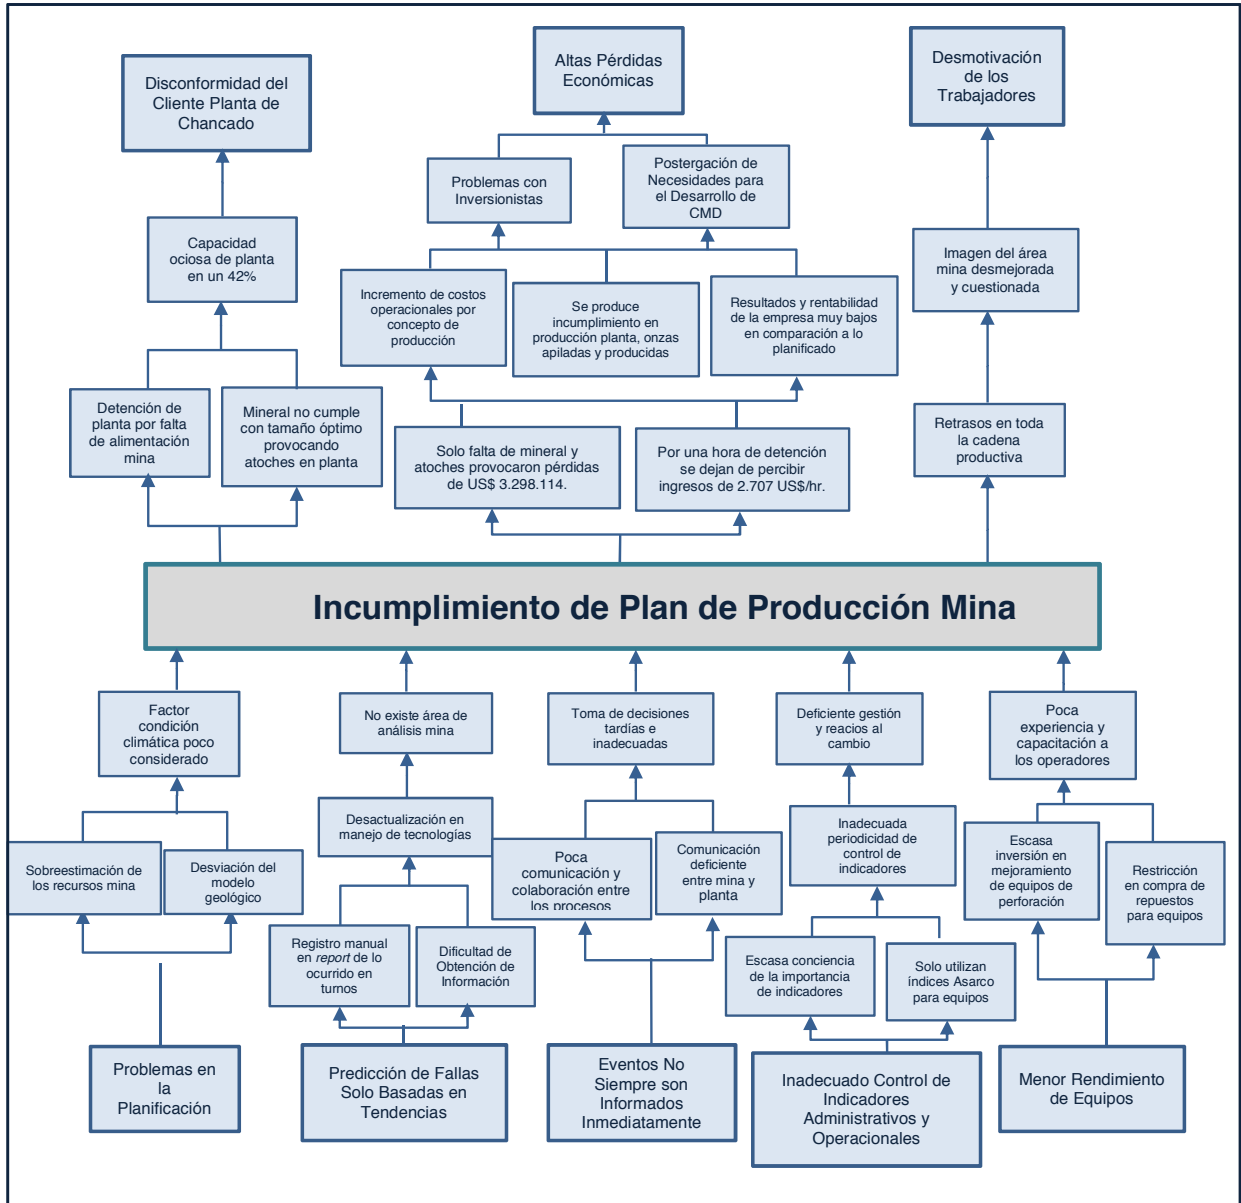 Disconformidad del
Cliente Planta de
Chancado
Altas Pérdidas
Económicas
Desmotivación
de los
Trabajadores
Problemas con
Inversionistas
Postergación de
Necesidades para
el Desarrollo de
CMD
Capacidad
ociosa de planta
en un 42%
Imagen del área
mina desmejorada
y cuestionada
Incremento de costos
operacionales por
concepto de
producción
Se produce
incumplimiento en
producción planta, onzas
apiladas y producidas
Resultados y rentabilidad
de la empresa muy bajos
en comparación a lo
planificado
Detención de
planta por falta
de alimentación
mina
Mineral no cumple
con tamaño óptimo
provocando
atoches en planta
Solo falta de mineral y
atoches provocaron pérdidas
de US$ 3.298.114.
Por una hora de detención
se dejan de percibir
ingresos de 2.707 US$/hr.
Retrasos en toda
la cadena
productiva
Incumplimiento de Plan de Producción Mina
Factor
condición
climática poco
considerado
No existe área de
análisis mina
Toma de decisiones
tardías e
inadecuadas
Deficiente gestión
y reacios al
cambio
Poca
experiencia y
capacitación a
los operadores
Sobreestimación de
los recursos mina
Desviación del
modelo
geológico
Desactualización en
manejo de tecnologías
Poca
comunicación y
colaboración entre
los procesos
Comunicación
deficiente
entre mina y
planta
Inadecuada
periodicidad de
control de
indicadores
Escasa
inversión en
mejoramiento
de equipos de
perforación
Restricción
en compra de
repuestos
para equipos
Registro manual
en report de lo
ocurrido en
turnos
Dificultad de
Obtención de
Información
Escasa conciencia
de la importancia
de indicadores
Solo utilizan
índices Asarco
para equipos
Problemas en
la
Planificación
Predicción de Fallas
Solo Basadas en
Tendencias
Eventos No
Siempre son
Informados
Inmediatamente
Inadecuado Control de
Indicadores
Administrativos y
Operacionales
Menor Rendimiento
de Equipos